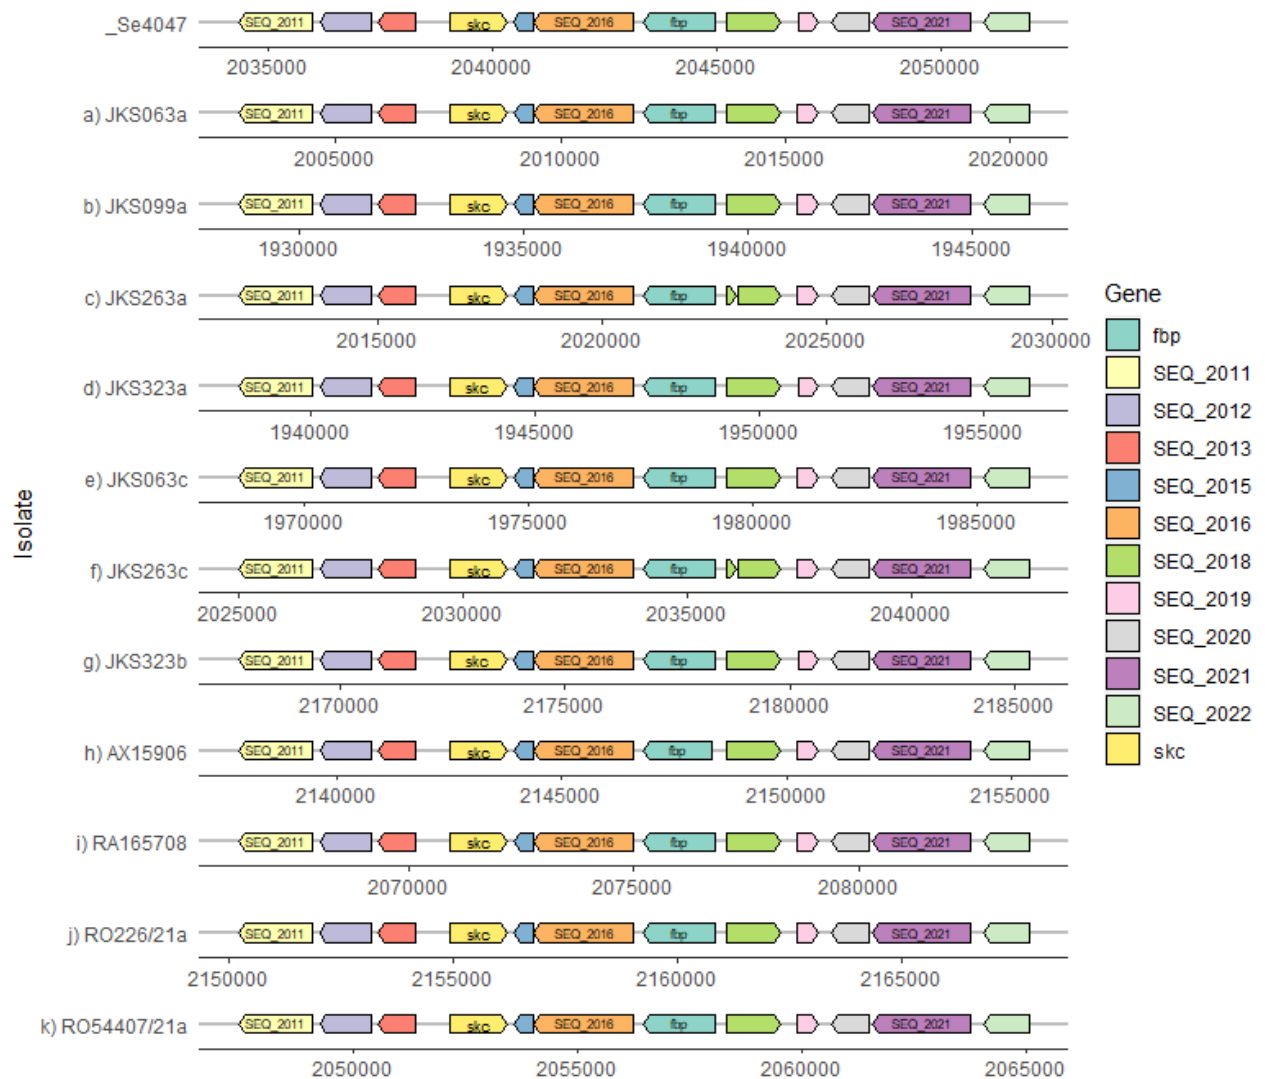 _Se4047
SEQ_2011 skc SEQ_2016 fbp SEQ_2021
2035000 2040000 2045000 2050000
a) JKS063a
SEQ_2011 skc SEQ_2016 fbp SEQ_2021
2005000 2010000 2015000 2020000
b) JKS099a
SEQ_2011 skc SEQ_2016 fbp SEQ_2021
1930000 1935000 1940000 1945000
c) JKS263a
SEQ_2011 skc SEQ_2016 fbp SEQ_2021
2015000 2020000 2025000 2030000
d) JKS323a
SEQ_2011 skc SEQ_2016 fbp SEQ_2021
1940000 1945000 1950000 1955000
e) JKS063c
SEQ_2011 skc SEQ_2016 fbp SEQ_2021
1970000 1975000 1980000 1985000
f) JKS263c
SEQ_2011 skc SEQ_2016 fbp SEQ_2021
2025000 2030000 2035000 2040000
g) JKS323b
SEQ_2011 skc SEQ_2016 fbp SEQ_2021
2170000 2175000 2180000 2185000
h) AX15906
SEQ_2011 skc SEQ_2016 fbp SEQ_2021
2140000 2145000 2150000 2155000
i) RA165708
SEQ_2011 skc SEQ_2016 fbp SEQ_2021
2070000 2075000 2080000
j) RO226/21a
SEQ_2011 skc SEQ_2016 fbp SEQ_2021
2150000 2155000 2160000 2165000
k) RO54407/21a
SEQ_2011 skc SEQ_2016 fbp SEQ_2021
2050000 2055000 2060000 2065000
Isolate
Gene
fbp
SEQ_2011
SEQ_2012
SEQ_2013
SEQ_2015
SEQ_2016
SEQ_2018
SEQ_2019
SEQ_2020
SEQ_2021
SEQ_2022
skc